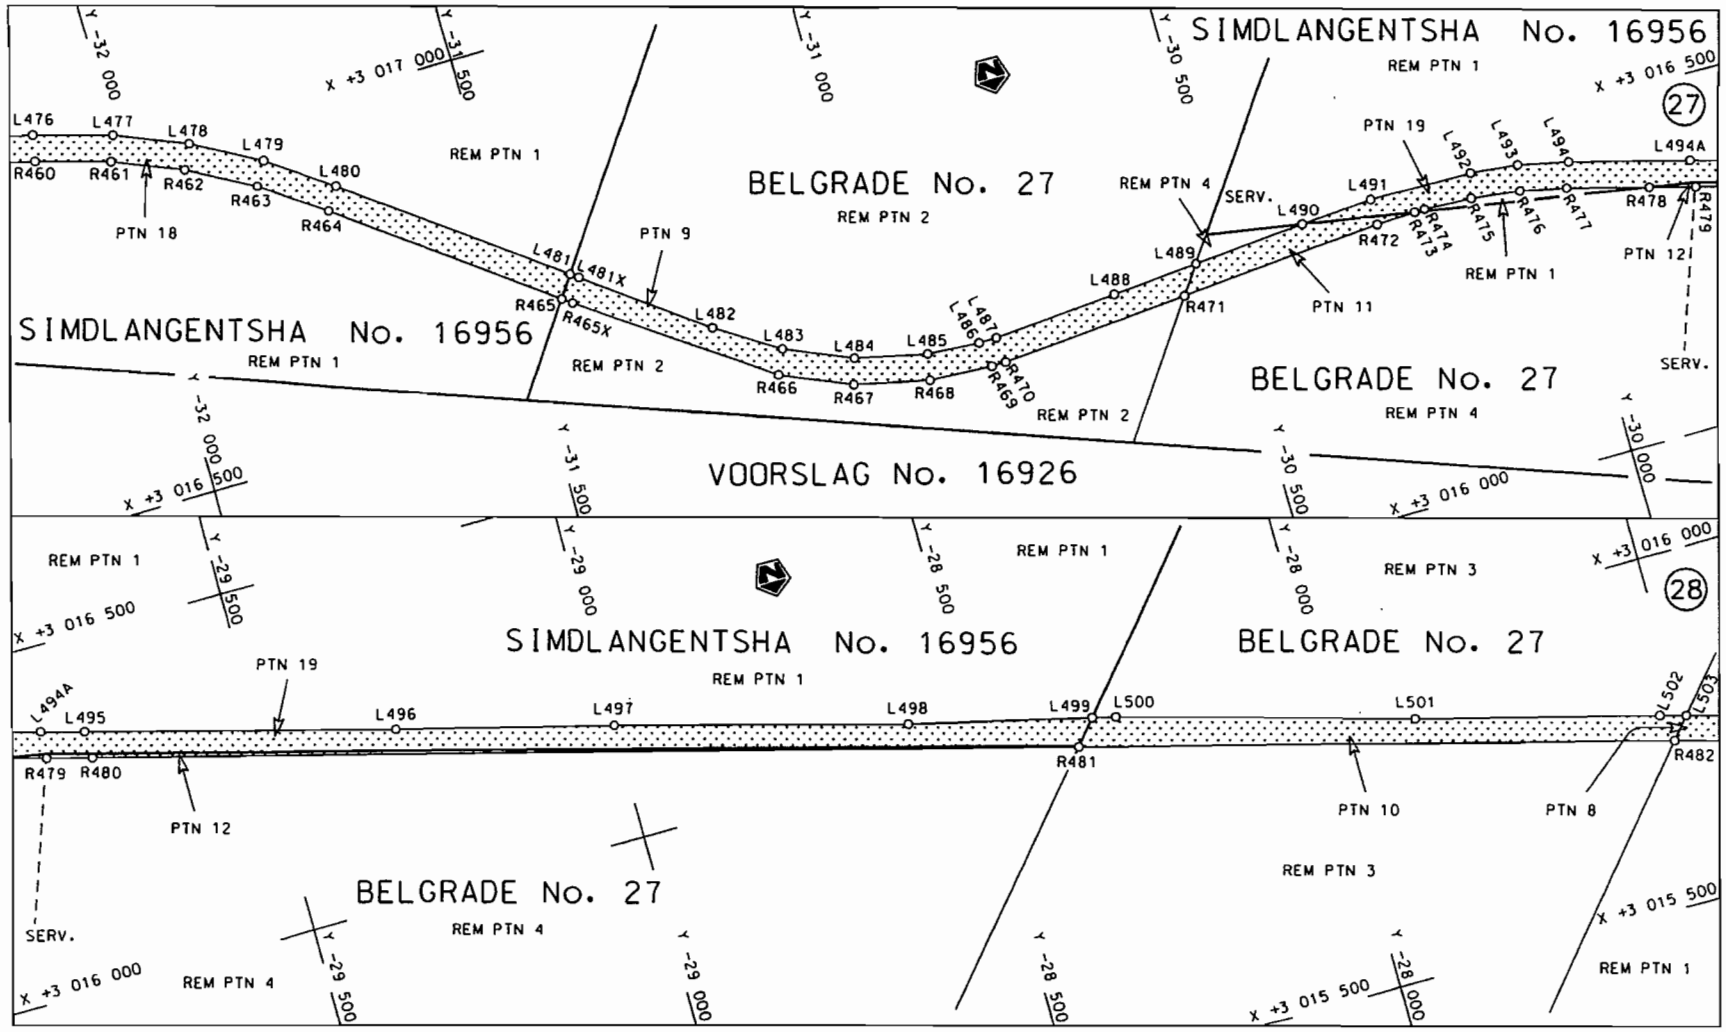 SIMDLANGENTSHA No. 16956
REM PTN 1
X +3 016 500
27
Y -32 000
X +3 017 000
Y -31 500
Y -31 000
Y -30 500
N
L476
L477
L478
L479
L480
REM PTN 1
BELGRADE No. 27
REM PTN 2
REM PTN 4
SERV.
PTN 19
L490
L491
L492
L493
L494
L494A
R460
R461
R462
R463
R464
PTN 18
PTN 9
L481
L481X
R465
R465X
L482
L483
L484
L485
L486
L487
L488
L489
R466
R467
R468
R469
R470
R471
R472
R473
R474
R475
R476
R477
R478
R479
PTN 11
REM PTN 1
PTN 12
SERV.
SIMDLANGENTSHA No. 16956
REM PTN 1
REM PTN 2
REM PTN 2
BELGRADE No. 27
REM PTN 4
VOORSLAG No. 16926
Y -32 000
X +3 016 500
Y -31 500
Y -30 500
X +3 016 000
Y -30 000
REM PTN 1
Y -29 500
X +3 016 500
Y -29 000
Y -28 500
REM PTN 1
Y -28 000
REM PTN 3
X +3 016 000
28
N
SIMDLANGENTSHA No. 16956
REM PTN 1
BELGRADE No. 27
PTN 19
L494A
L495
L496
L497
L498
L499
L500
L501
L502
L503
R479
R480
R481
R482
PTN 12
PTN 10
PTN 8
REM PTN 3
BELGRADE No. 27
REM PTN 4
SERV.
X +3 016 000
REM PTN 4
Y -29 500
Y -29 000
Y -28 500
X +3 015 500
Y -28 000
X +3 015 500
REM PTN 1